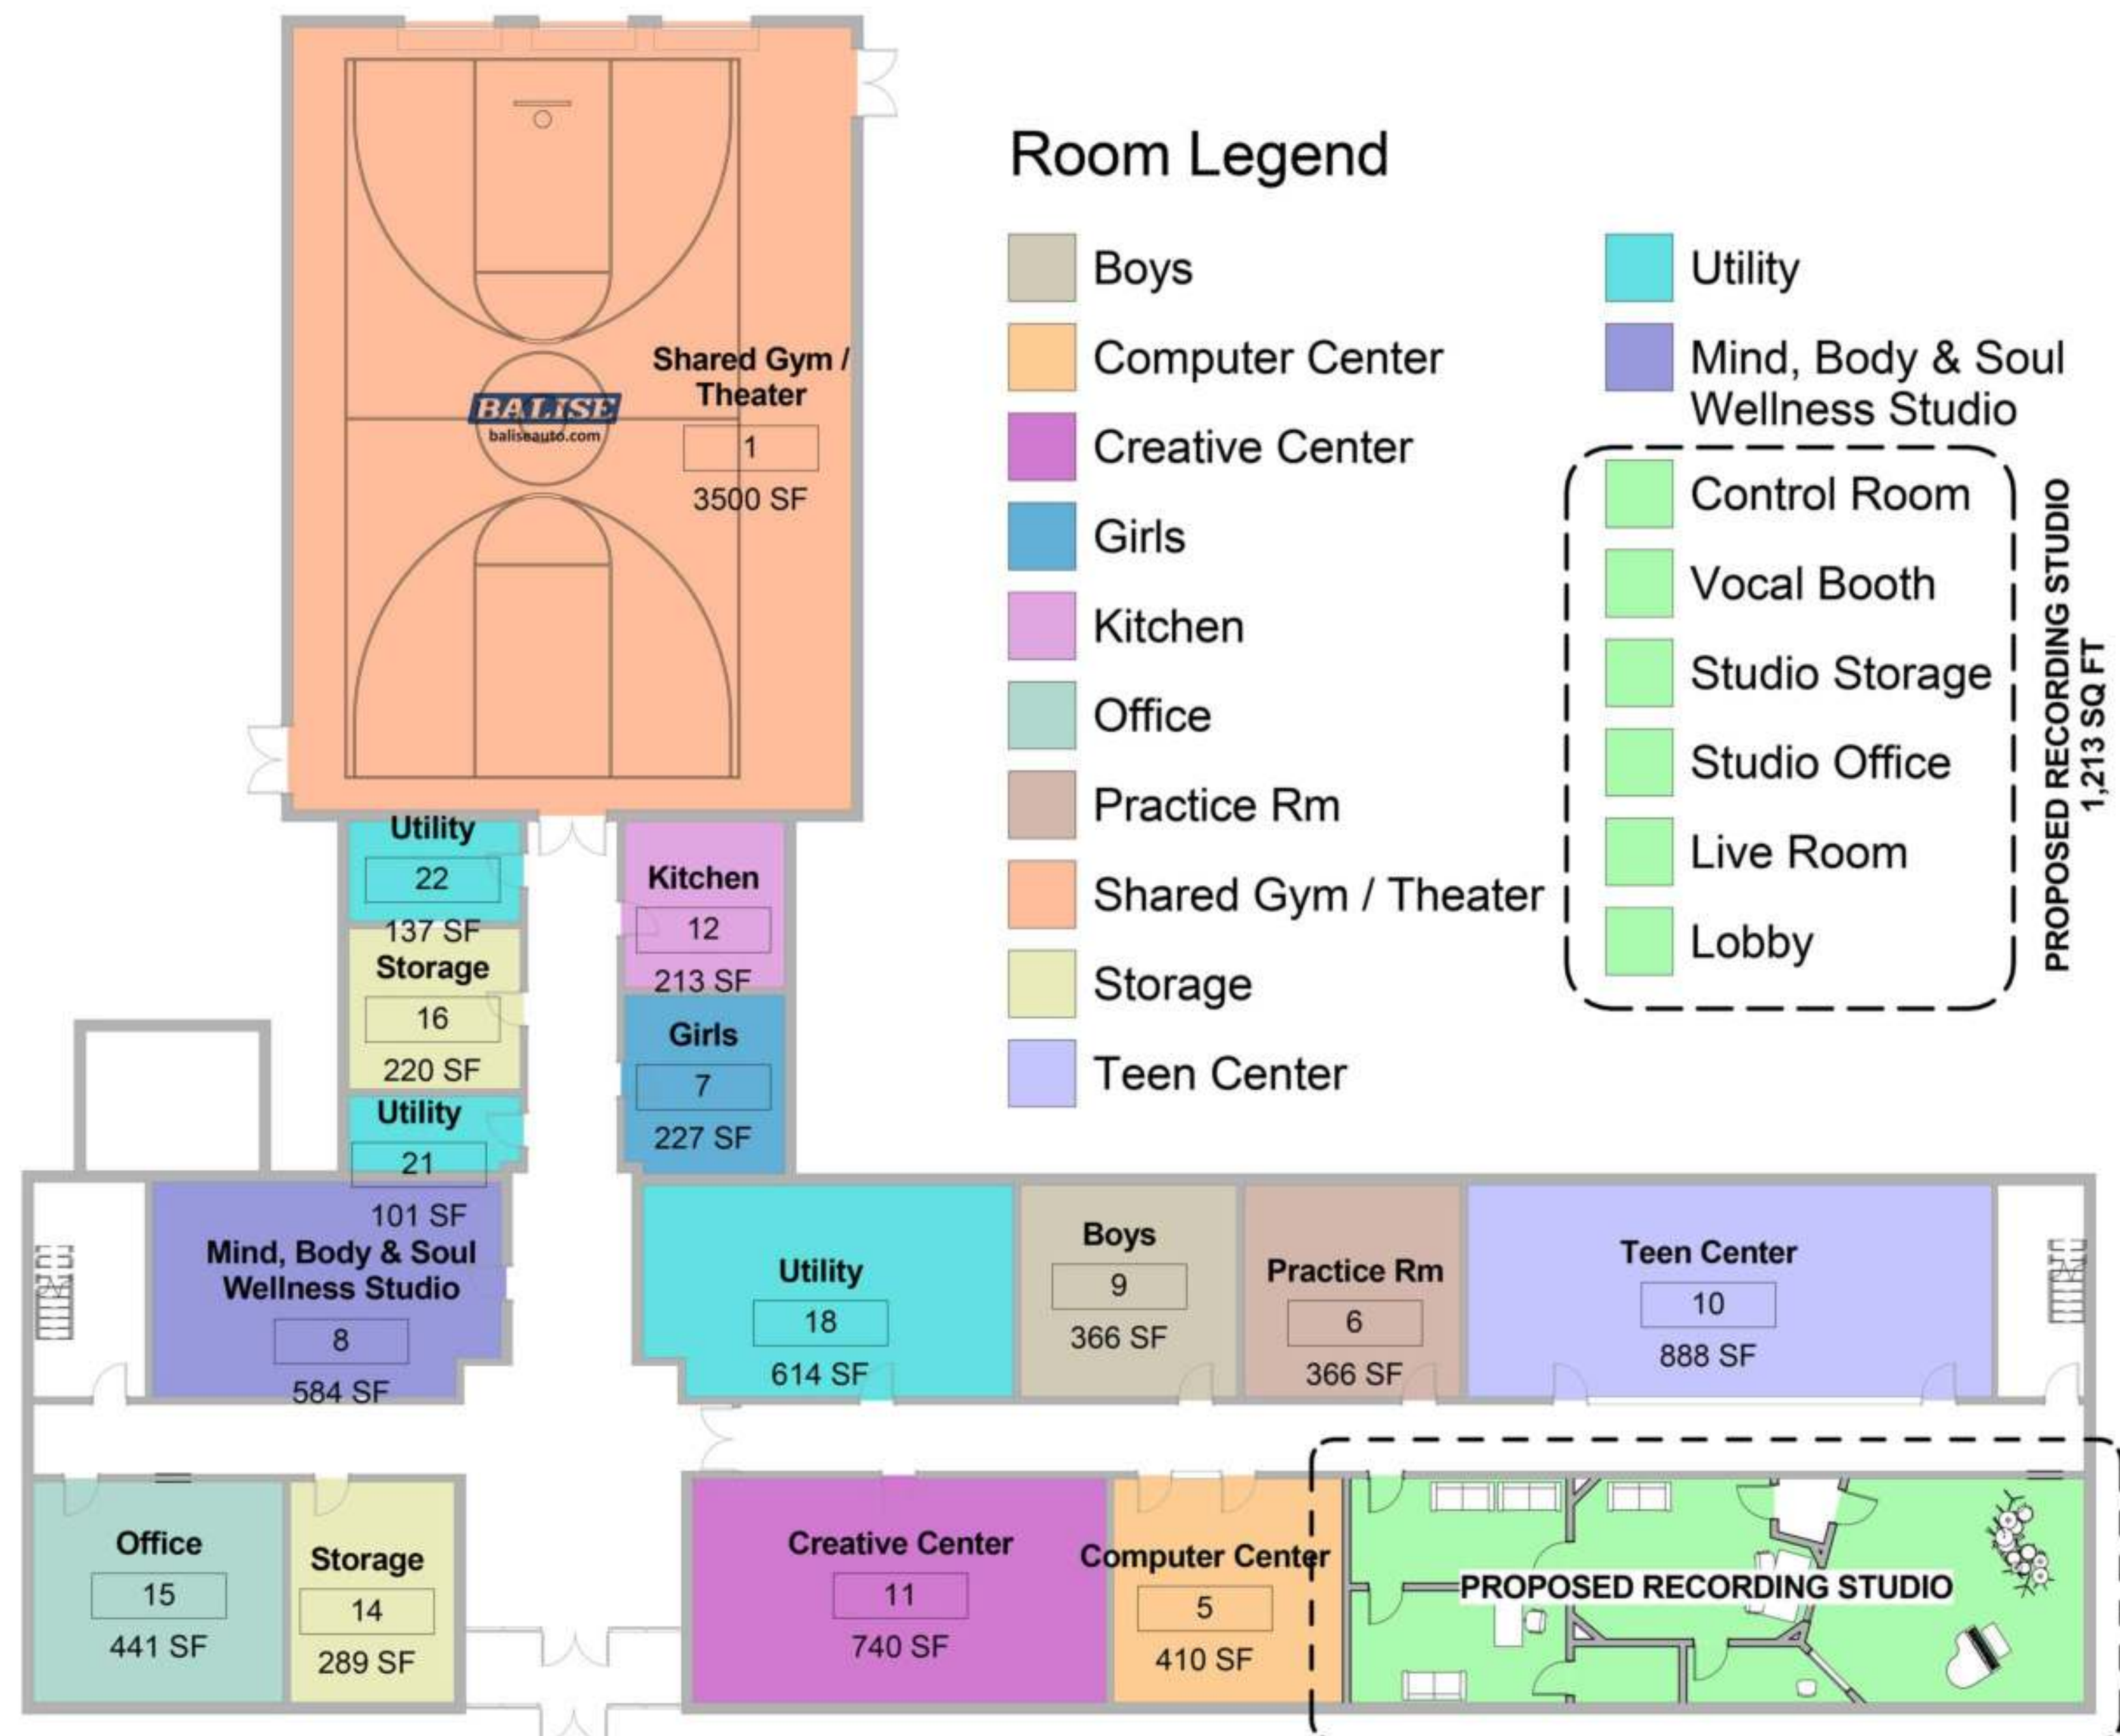 Shared Gym /
Theater
1
3500 SF
BALISE
baliseauto.com
Room Legend
Boys
Computer Center
Creative Center
Girls
Kitchen
Office
Practice Rm
Shared Gym / Theater
Storage
Teen Center
Utility
Mind, Body & Soul
Wellness Studio
Control Room
Vocal Booth
Studio Storage
Studio Office
Live Room
Lobby
PROPOSED RECORDING STUDIO
1,213 SQ FT
Utility
22
137 SF
Storage
16
220 SF
Utility
21
101 SF
Kitchen
12
213 SF
Girls
7
227 SF
Mind, Body & Soul
Wellness Studio
8
584 SF
Utility
18
614 SF
Boys
9
366 SF
Practice Rm
6
366 SF
Teen Center
10
888 SF
Office
15
441 SF
Storage
14
289 SF
Creative Center
11
740 SF
Computer Center
5
410 SF
PROPOSED RECORDING STUDIO